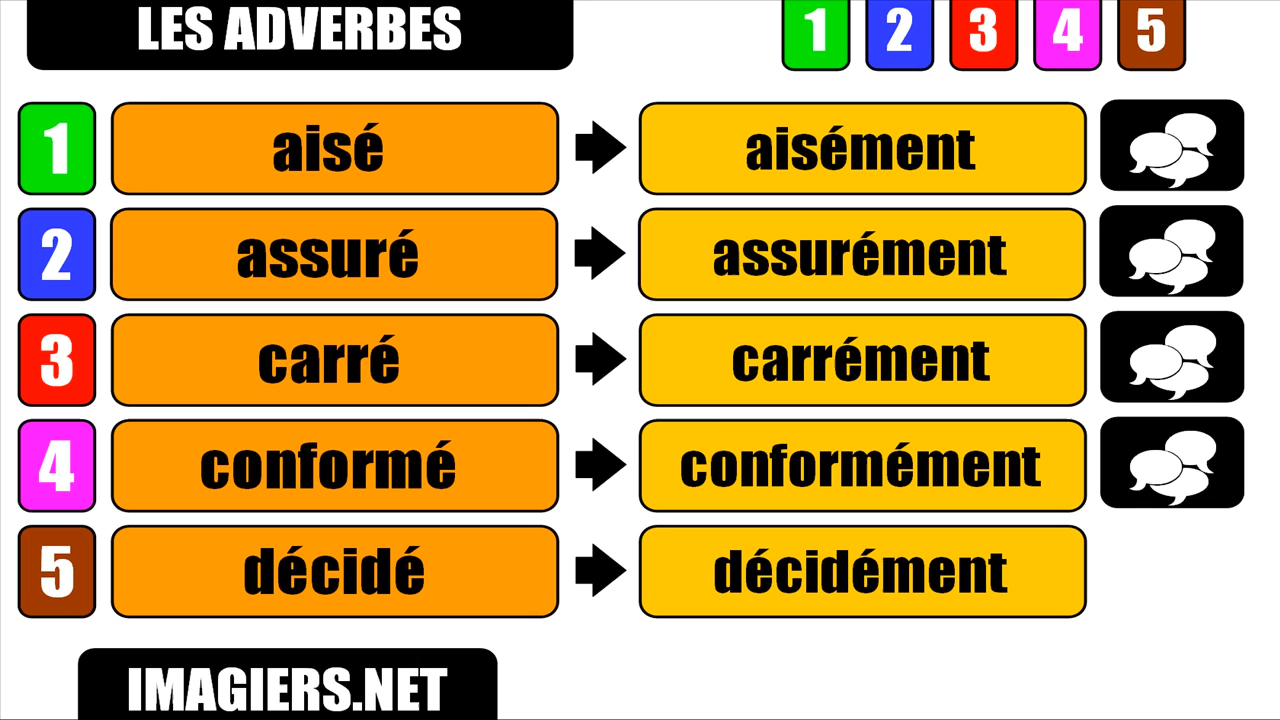 LES ADVERBES
1 2 3 4 5
1 aisé aisément
2 assuré assurément
3 carré carrément
4 conformé conformément
5 décidé décidément
IMAGIERS.NET